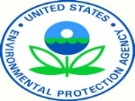 UNITED STATES
ENVIRONMENTAL PROTECTION AGENCY